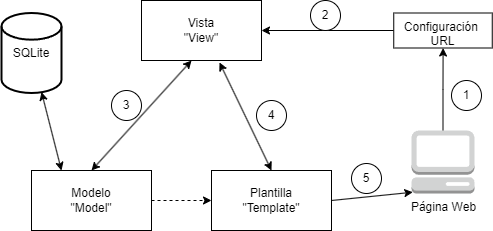 Vista
"View"
2
Configuración
URL
SQLite
3
4
1
Modelo
"Model"
Plantilla
"Template"
5
Página Web